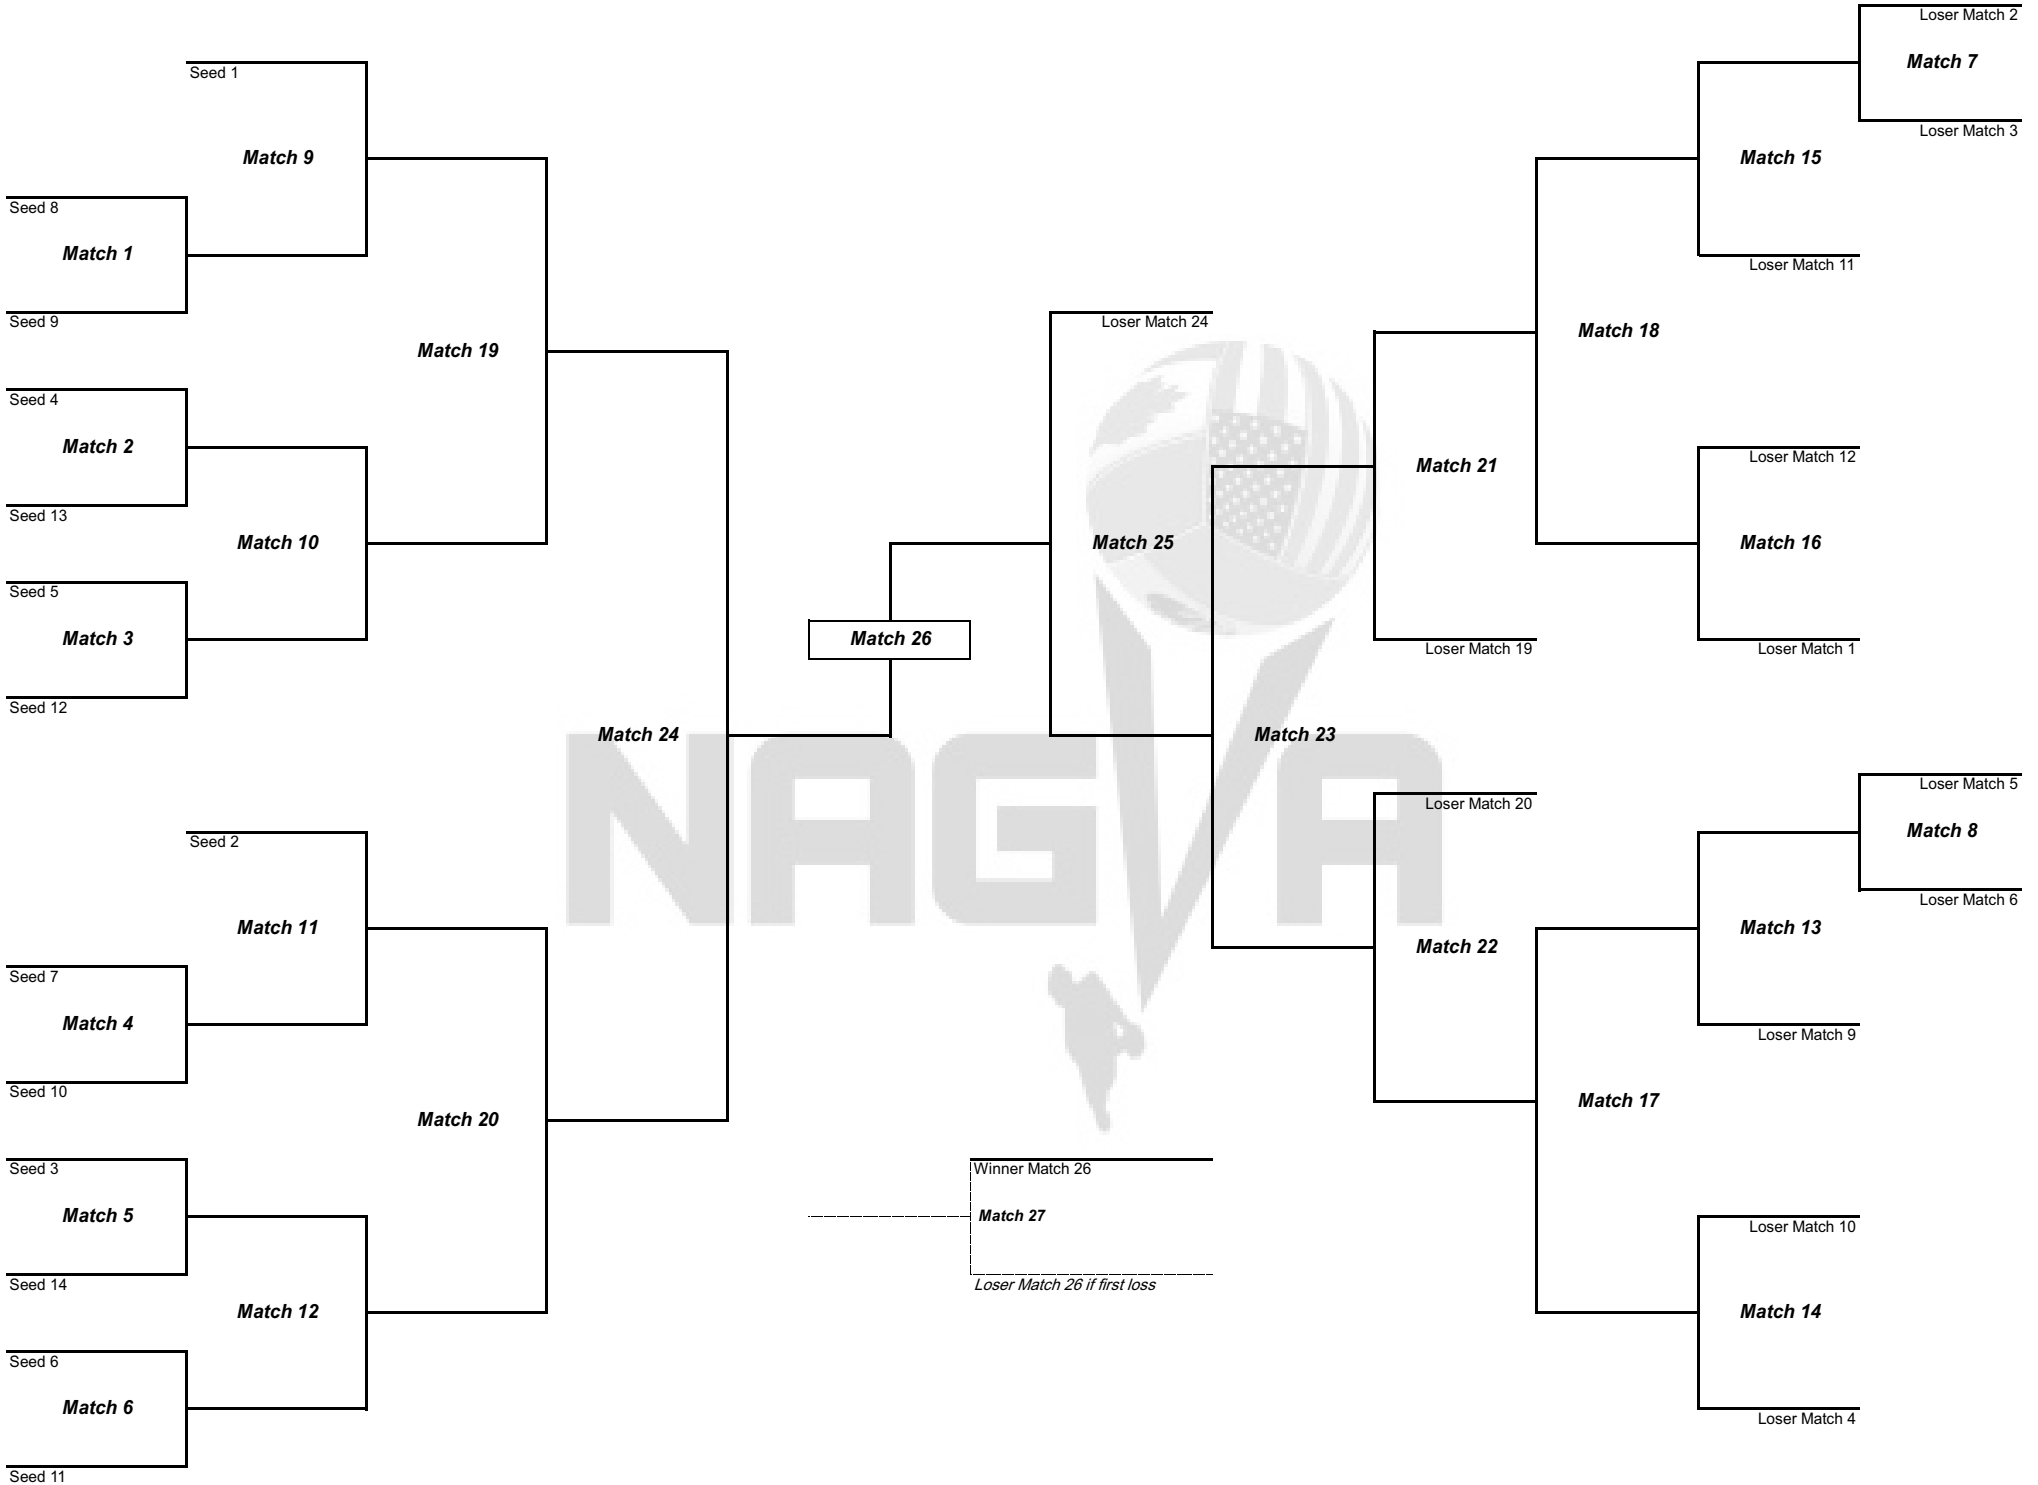 Loser Match 2
Seed 1
Match 7
Loser Match 3
Match 9
Match 15
Seed 8
Match 1
Loser Match 11
Seed 9
Loser Match 24
Match 18
Match 19
Seed 4
Match 2
Loser Match 12
Match 21
Seed 13
Match 10
Match 25
Match 16
Seed 5
Match 3
Match 26
Loser Match 19
Loser Match 1
Seed 12
Match 24
Match 23
NAGVA
Loser Match 5
Loser Match 20
Match 8
Seed 2
Loser Match 6
Match 11
Match 13
Match 22
Seed 7
Match 4
Loser Match 9
Seed 10
Match 20
Match 17
Seed 3
Winner Match 26
Match 5
Match 27
Loser Match 10
Seed 14
Loser Match 26 if first loss
Match 12
Match 14
Seed 6
Match 6
Loser Match 4
Seed 11